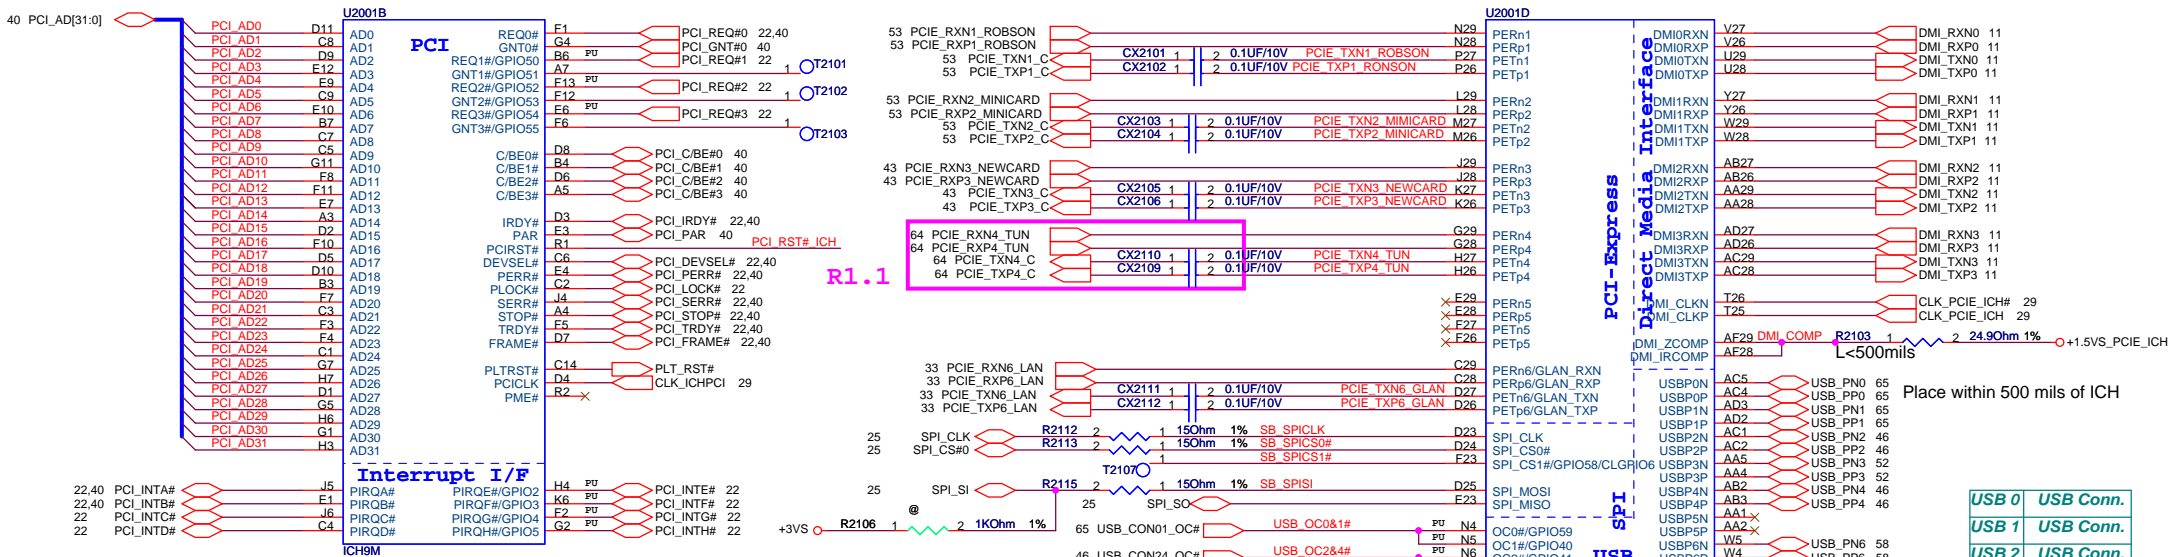 40 PCI_AD[31:0]
U2001B
PCI
PCI_AD0 D11 AD0
PCI_AD1 C8 AD1
PCI_AD2 D9 AD2
PCI_AD3 E12 AD3
PCI_AD4 E9 AD4
PCI_AD5 C9 AD5
PCI_AD6 E10 AD6
PCI_AD7 B7 AD7
PCI_AD8 C7 AD8
PCI_AD9 C5 AD9
PCI_AD10 G11 AD10
PCI_AD11 F8 AD11
PCI_AD12 F11 AD12
PCI_AD13 E7 AD13
PCI_AD14 A3 AD14
PCI_AD15 D2 AD15
PCI_AD16 F10 AD16
PCI_AD17 D5 AD17
PCI_AD18 D10 AD18
PCI_AD19 B3 AD19
PCI_AD20 F7 AD20
PCI_AD21 C3 AD21
PCI_AD22 F3 AD22
PCI_AD23 F4 AD23
PCI_AD24 C1 AD24
PCI_AD25 G7 AD25
PCI_AD26 H7 AD26
PCI_AD27 D1 AD27
PCI_AD28 G5 AD28
PCI_AD29 H6 AD29
PCI_AD30 G1 AD30
PCI_AD31 H3 AD31
REQ0# F1 PCI_REQ#0 22,40
GNT0# G4 PCI_GNT#0 40
REQ1#/GPIO50 B6 PU PCI_REQ#1 22
GNT1#/GPIO51 A7 1 T2101
REQ2#/GPIO52 F13 PU PCI_REQ#2 22
GNT2#/GPIO53 F12 1 T2102
REQ3#/GPIO54 E6 PU PCI_REQ#3 22
GNT3#/GPIO55 F6 1 T2103
C/BE0# D8 PCI_C/BE#0 40
C/BE1# B4 PCI_C/BE#1 40
C/BE2# D6 PCI_C/BE#2 40
C/BE3# A5 PCI_C/BE#3 40
IRDY# D3 PCI_IRDY# 22,40
PAR E3 PCI_PAR 40
PCIRST# R1 PCI_RST#_ICH
DEVSEL# C6 PCI_DEVSEL# 22,40
PERR# E4 PCI_PERR# 22,40
PLOCK# C2 PCI_LOCK# 22
SERR# J4 PCI_SERR# 22,40
STOP# A4 PCI_STOP# 22,40
TRDY# F5 PCI_TRDY# 22,40
FRAME# D7 PCI_FRAME# 22,40
PLTRST# C14 PLT_RST#
PCICLK D4 CLK_ICHPCI 29
PME# R2
Interrupt I/F
22,40 PCI_INTA# J5 PIRQA#
22,40 PCI_INTB# E1 PIRQB#
22 PCI_INTC# J6 PIRQC#
22 PCI_INTD# C4 PIRQD#
PIRQE#/GPIO2 H4 PU PCI_INTE# 22
PIRQF#/GPIO3 K6 PU PCI_INTF# 22
PIRQG#/GPIO4 F2 PU PCI_INTG# 22
PIRQH#/GPIO5 G2 PCI_INTH# 22
ICH9M
U2001D
53 PCIE_RXN1_ROBSON N29 PERn1
53 PCIE_RXP1_ROBSON N28 PERp1
53 PCIE_TXN1_C CX2101 1 2 0.1UF/10V PCIE_TXN1_ROBSON P27 PETn1
53 PCIE_TXP1_C CX2102 1 2 0.1UF/10V PCIE_TXP1_RONSON P26 PETp1
53 PCIE_RXN2_MINICARD L29 PERn2
53 PCIE_RXP2_MINICARD L28 PERp2
53 PCIE_TXN2_C CX2103 1 2 0.1UF/10V PCIE_TXN2_MIMICARD M27 PETn2
53 PCIE_TXP2_C CX2104 1 2 0.1UF/10V PCIE_TXP2_MINICARD M26 PETp2
43 PCIE_RXN3_NEWCARD J29 PERn3
43 PCIE_RXP3_NEWCARD J28 PERp3
43 PCIE_TXN3_C CX2105 1 2 0.1UF/10V PCIE_TXN3_NEWCARD K27 PETn3
43 PCIE_TXP3_C CX2106 1 2 0.1UF/10V PCIE_TXP3_NEWCARD K26 PETp3
R1.1
64 PCIE_RXN4_TUN G29 PERn4
64 PCIE_RXP4_TUN G28 PERp4
64 PCIE_TXN4_C CX2110 1 2 0.1UF/10V PCIE_TXN4_TUN H27 PETn4
64 PCIE_TXP4_C CX2109 1 2 0.1UF/10V PCIE_TXP4_TUN H26 PETp4
E29 PERn5
E28 PERp5
F27 PETn5
F26 PETp5
33 PCIE_RXN6_LAN C29 PERn6/GLAN_RXN
33 PCIE_RXP6_LAN C28 PERp6/GLAN_RXP
33 PCIE_TXN6_LAN CX2111 1 2 0.1UF/10V PCIE_TXN6_GLAN D27 PETn6/GLAN_TXN
33 PCIE_TXP6_LAN CX2112 1 2 0.1UF/10V PCIE_TXP6_GLAN D26 PETp6/GLAN_TXP
25 SPI_CLK R2112 2 1 15Ohm 1% SB_SPICLK D23 SPI_CLK
25 SPI_CS#0 R2113 2 1 15Ohm 1% SB_SPICS0# D24 SPI_CS0#
T2107 1 SB_SPICS1# F23 SPI_CS1#/GPIO58/CLGPIO6
25 SPI_SI R2115 2 1 15Ohm 1% SB_SPISI D25 SPI_MOSI
25 SPI_SO E23 SPI_MISO
+3VS R2106 1 @ 2 1KOhm 1%
65 USB_CON01_OC# USB_OC0&1# PU N4 OC0#/GPIO59
PU N5 OC1#/GPIO40
46 USB_CON24_OC# USB_OC2&4# PU N6
PCI-Express
Direct Media Interface
SPI
USB
DMI0RXN V27 DMI_RXN0 11
DMI0RXP V26 DMI_RXP0 11
DMI0TXN U29 DMI_TXN0 11
DMI0TXP U28 DMI_TXP0 11
DMI1RXN Y27 DMI_RXN1 11
DMI1RXP Y26 DMI_RXP1 11
DMI1TXN W29 DMI_TXN1 11
DMI1TXP W28 DMI_TXP1 11
DMI2RXN AB27 DMI_RXN2 11
DMI2RXP AB26 DMI_RXP2 11
DMI2TXN AA29 DMI_TXN2 11
DMI2TXP AA28 DMI_TXP2 11
DMI3RXN AD27 DMI_RXN3 11
DMI3RXP AD26 DMI_RXP3 11
DMI3TXN AC29 DMI_TXN3 11
DMI3TXP AC28 DMI_TXP3 11
DMI_CLKN T26 CLK_PCIE_ICH# 29
DMI_CLKP T25 CLK_PCIE_ICH 29
DMI_ZCOMP AF29 DMI_COMP R2103 1 2 24.9Ohm 1% +1.5VS_PCIE_ICH
DMI_IRCOMP AF28 L<500mils
Place within 500 mils of ICH
USBP0N AC5 USB_PN0 65
USBP0P AC4 USB_PP0 65
USBP1N AD3 USB_PN1 65
USBP1P AD2 USB_PP1 65
USBP2N AC1 USB_PN2 46
USBP2P AC2 USB_PP2 46
USBP3N AA5 USB_PN3 52
USBP3P AA4 USB_PP3 52
USBP4N AB2 USB_PN4 46
USBP4P AB3 USB_PP4 46
USBP5N AA1
USBP5P AA2
USBP6N W5 USB_PN6 58
W4
USB 0 USB Conn.
USB 1 USB Conn.
USB 2 USB Conn.